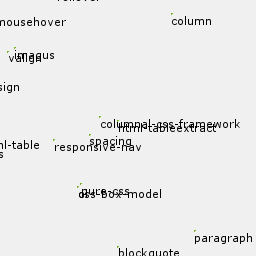 mousehover
column
imagus
valign
sign
columnal-css-framework
html-tableextract
spacing
responsive-nav
ml-table
s
pure-css
css-box-model
paragraph
blockquote